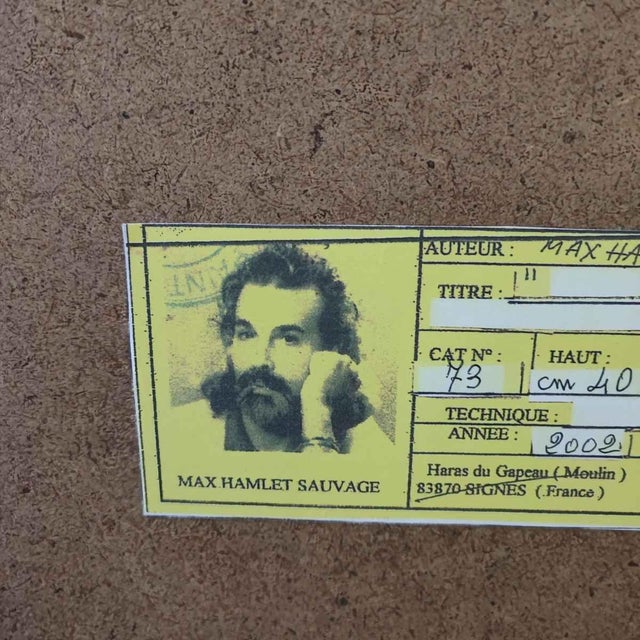 MAX HAMLET SAUVAGE
AUTEUR : MAX HA
TITRE : "
CAT N° : 73
HAUT : cm 40
TECHNIQUE :
ANNEE : 2002
Haras du Gapeau ( Moulin )
83870 SIGNES ( France )